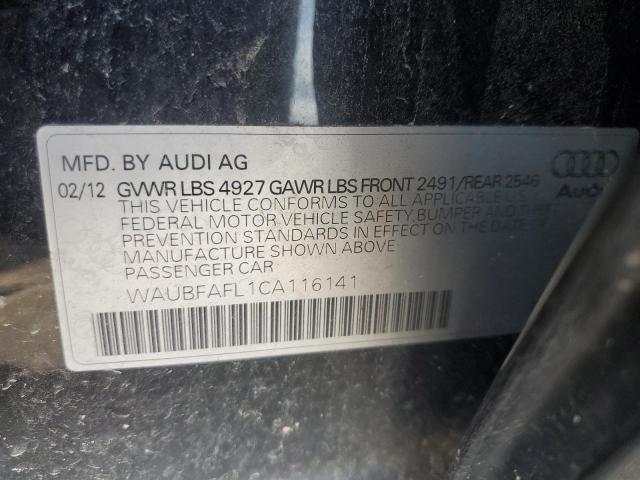 MFD. BY AUDI AG
02/12 GVWR LBS 4927 GAWR LBS FRONT 2491/REAR 2546
THIS VEHICLE CONFORMS TO ALL APPLICABLE U.S.
FEDERAL MOTOR VEHICLE SAFETY, BUMPER AND THEFT
PREVENTION STANDARDS IN EFFECT ON THE DATE
MANUFACTURE SHOWN ABOVE
PASSENGER CAR
WAUBFAFL1CA116141
Audi